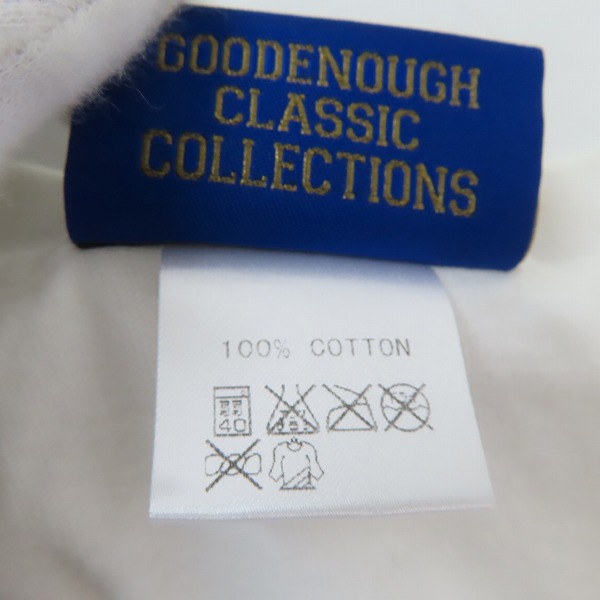 GOODENOUGH
CLASSIC
COLLECTIONS
100% COTTON
40